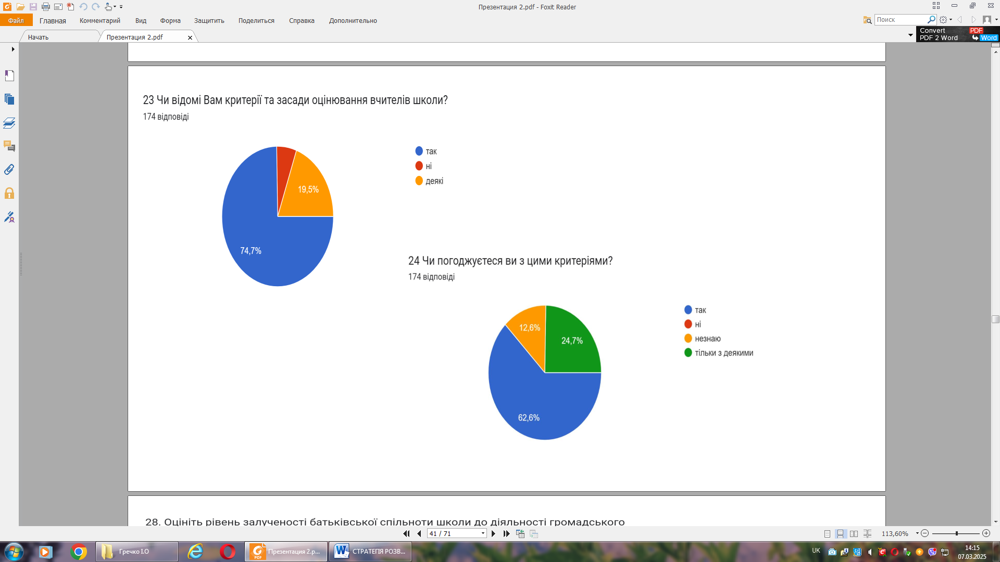 Презентация 2.pdf - Foxit Reader
Файл
Главная
Комментарий
Вид
Форма
Защитить
Поделиться
Справка
Дополнительно
Поиск
Начать
Презентация 2.pdf
Convert
PDF 2 Word
PDF
Word
23 Чи відомі Вам критерії та засади оцінювання вчителів школи?
174 відповіді
так
ні
деякі
19,5%
74,7%
24 Чи погоджуєтеся ви з цими критеріями?
174 відповіді
так
ні
незнаю
тільки з деякими
12,6%
24,7%
62,6%
28. Оцініть рівень залученості батьківської спільноти школи до діяльності громадського
41 / 71
113,60%
Гречко І.О
Презентация 2.p...
СТРАТЕГІЯ РОЗВ...
UK
14:15
07.03.2025